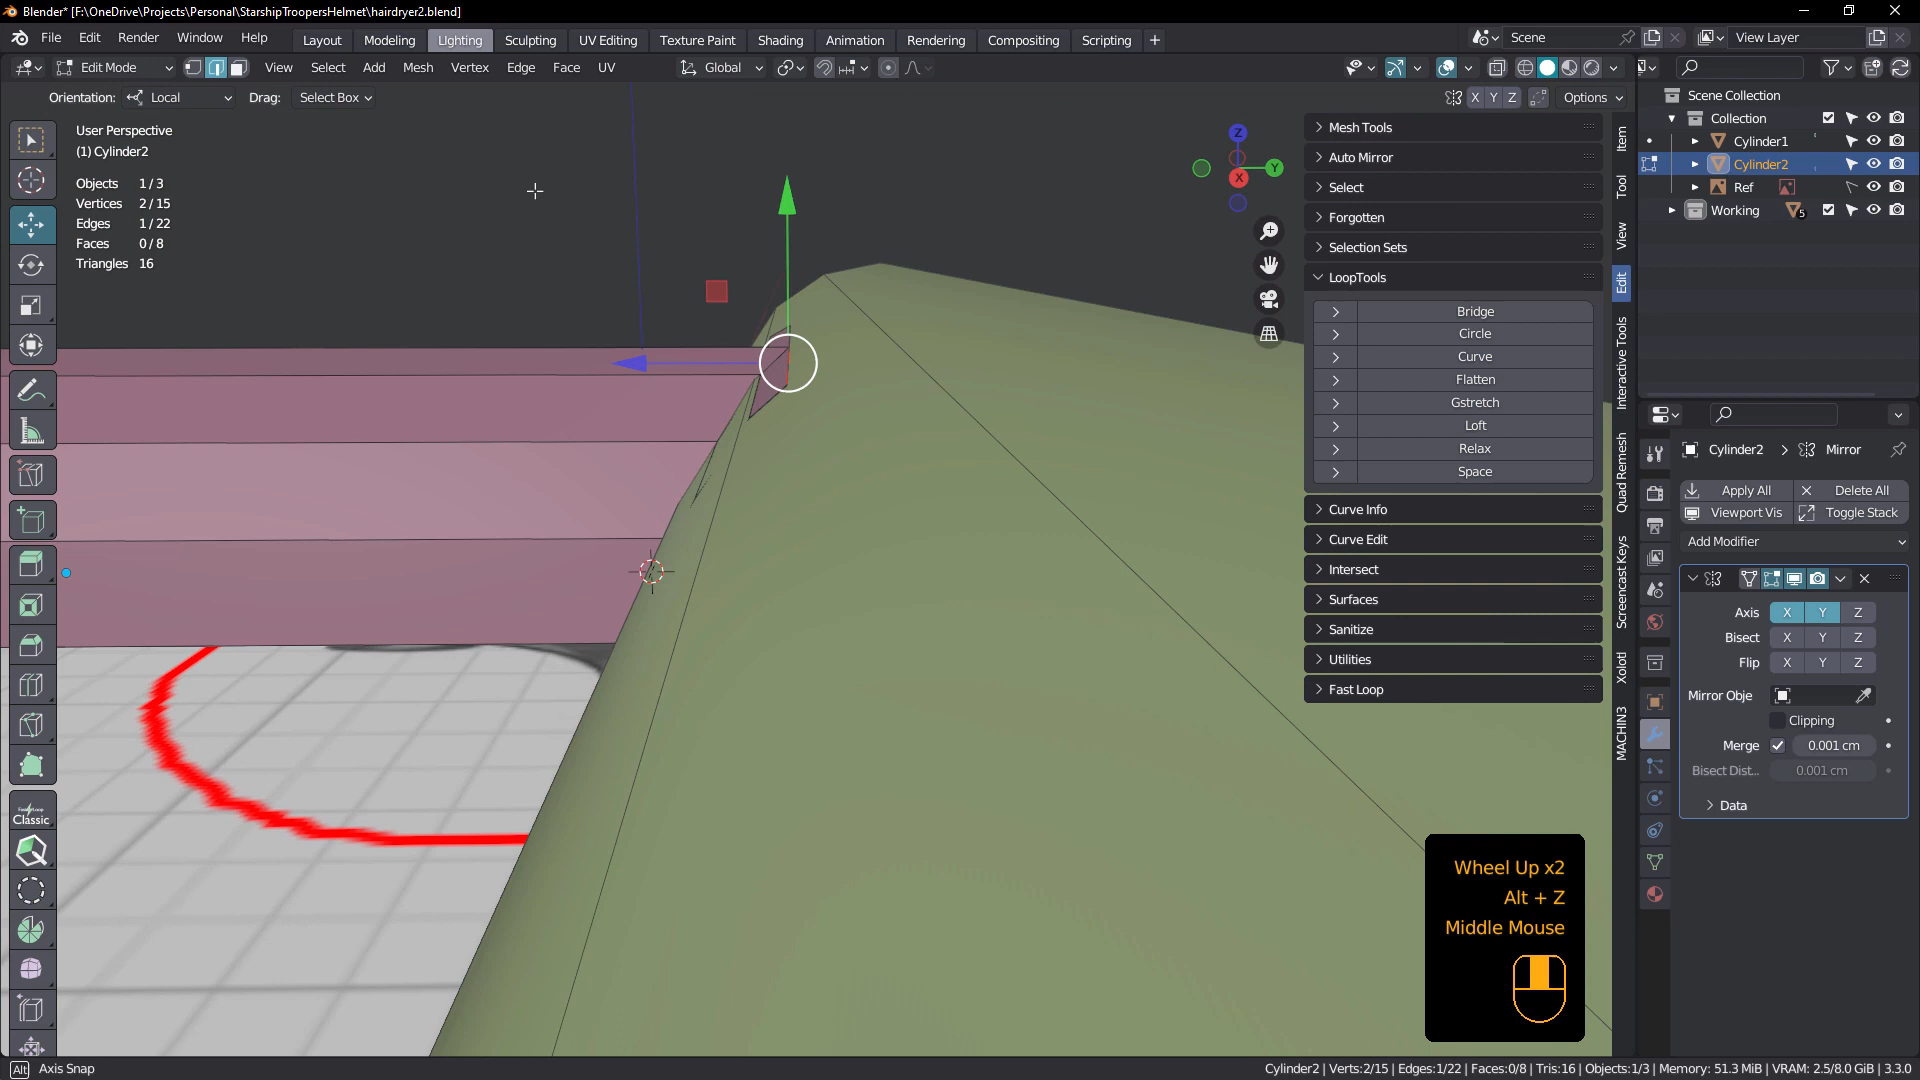 Blender* [F:\OneDrive\Projects\Personal\StarshipTroopersHelmet\hairdryer2.blend]
File Edit Render Window Help Layout Modeling Lighting Sculpting UV Editing Texture Paint Shading Animation Rendering Compositing Scripting + Scene View Layer
Edit Mode View Select Add Mesh Vertex Edge Face UV Global
Orientation: Local Drag: Select Box X Y Z Options
User Perspective
(1) Cylinder2
Objects 1 / 3
Vertices 2 / 15
Edges 1 / 22
Faces 0 / 8
Triangles 16
Z
Y
X
Mesh Tools
Auto Mirror
Select
Forgotten
Selection Sets
LoopTools
Bridge
Circle
Curve
Flatten
Gstretch
Loft
Relax
Space
Curve Info
Curve Edit
Intersect
Surfaces
Sanitize
Utilities
Fast Loop
Item
Tool
View
Edit
Interactive Tools
Quad Remesh
Screencast Keys
Xolotl
MACHIN3
Scene Collection
Collection
Cylinder1
Cylinder2
Ref
Working 5
Cylinder2 > Mirror
Apply All Delete All
Viewport Vis Toggle Stack
Add Modifier
Axis X Y Z
Bisect X Y Z
Flip X Y Z
Mirror Obje
Clipping
Merge 0.001 cm
Bisect Dist... 0.001 cm
Data
Classic
Wheel Up x2
Alt + Z
Middle Mouse
Alt Axis Snap
Cylinder2 | Verts:2/15 | Edges:1/22 | Faces:0/8 | Tris:16 | Objects:1/3 | Memory: 51.3 MiB | VRAM: 2.5/8.0 GiB | 3.3.0